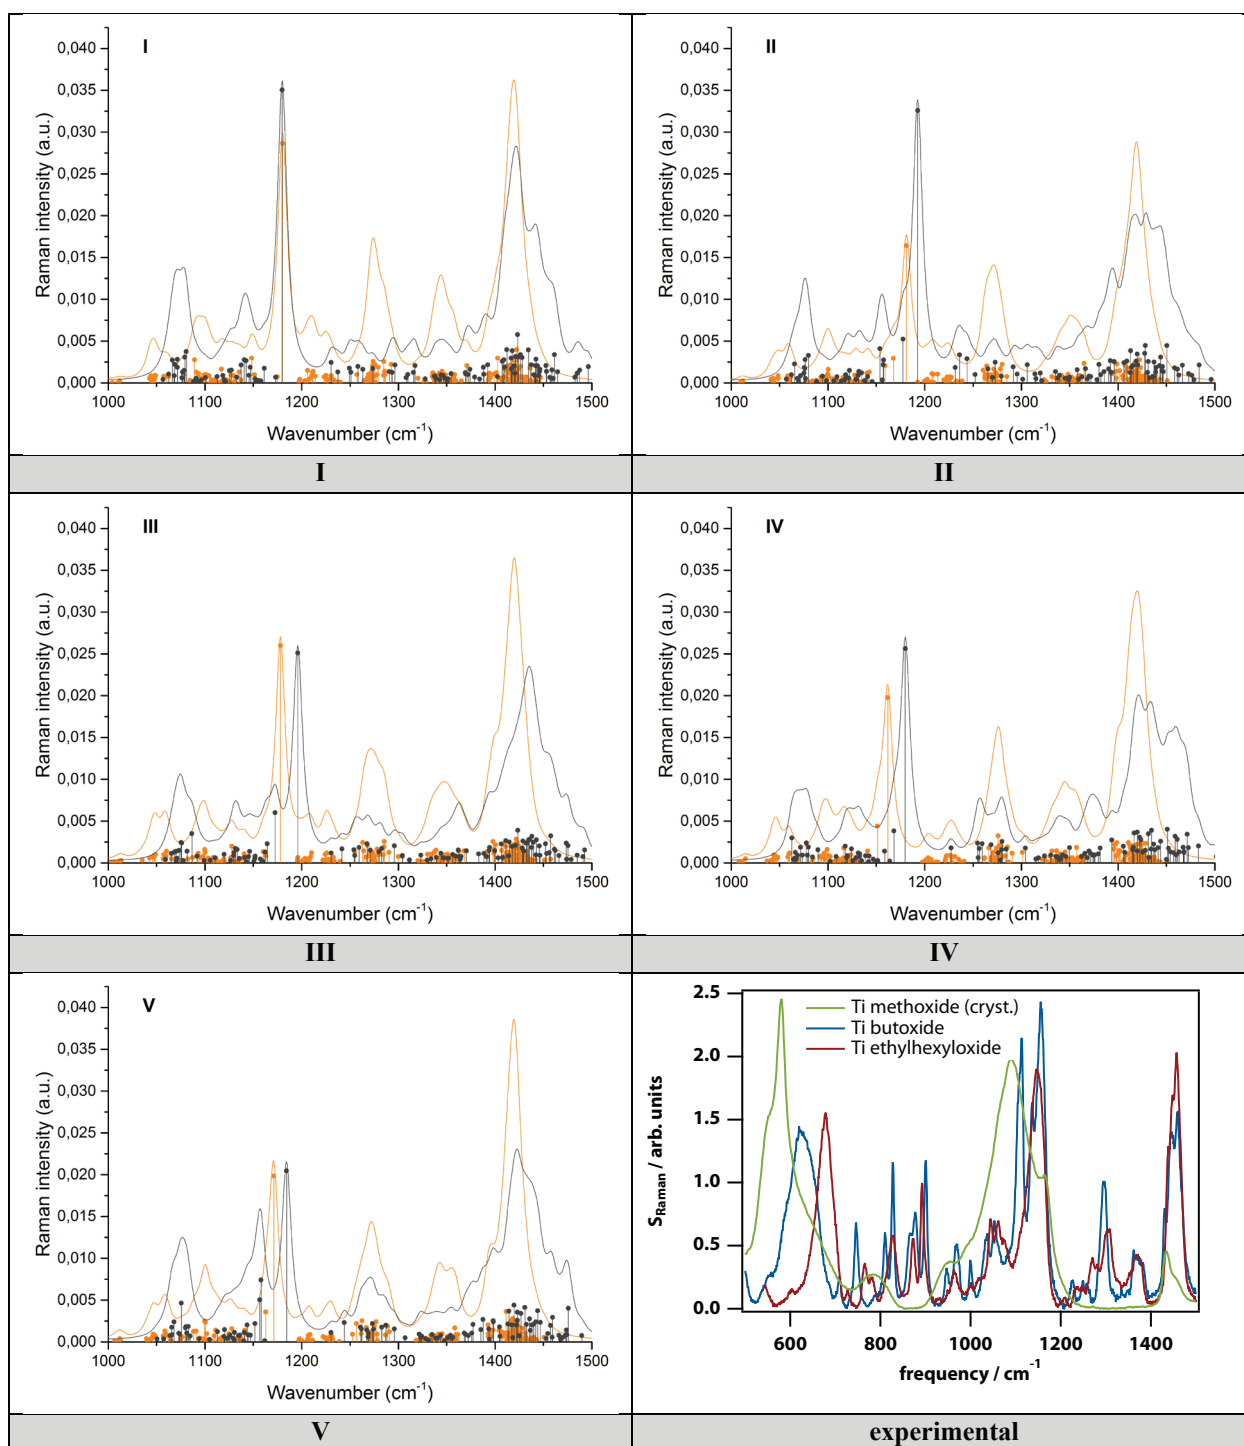 I
0,040
0,035
0,030
0,025
0,020
0,015
0,010
0,005
0,000
Raman intensity (a.u.)
1000 1100 1200 1300 1400 1500
Wavenumber (cm-1)
I
II
0,040
0,035
0,030
0,025
0,020
0,015
0,010
0,005
0,000
Raman intensity (a.u.)
1000 1100 1200 1300 1400 1500
Wavenumber (cm-1)
II
III
0,040
0,035
0,030
0,025
0,020
0,015
0,010
0,005
0,000
Raman intensity (a.u.)
1000 1100 1200 1300 1400 1500
Wavenumber (cm-1)
III
IV
0,040
0,035
0,030
0,025
0,020
0,015
0,010
0,005
0,000
Raman intensity (a.u.)
1000 1100 1200 1300 1400 1500
Wavenumber (cm-1)
IV
V
0,040
0,035
0,030
0,025
0,020
0,015
0,010
0,005
0,000
Raman intensity (a.u.)
1000 1100 1200 1300 1400 1500
Wavenumber (cm-1)
V
Ti methoxide (cryst.)
Ti butoxide
Ti ethylhexyloxide
2.5
2.0
1.5
1.0
0.5
0.0
SRaman / arb. units
600 800 1000 1200 1400
frequency / cm-1
experimental